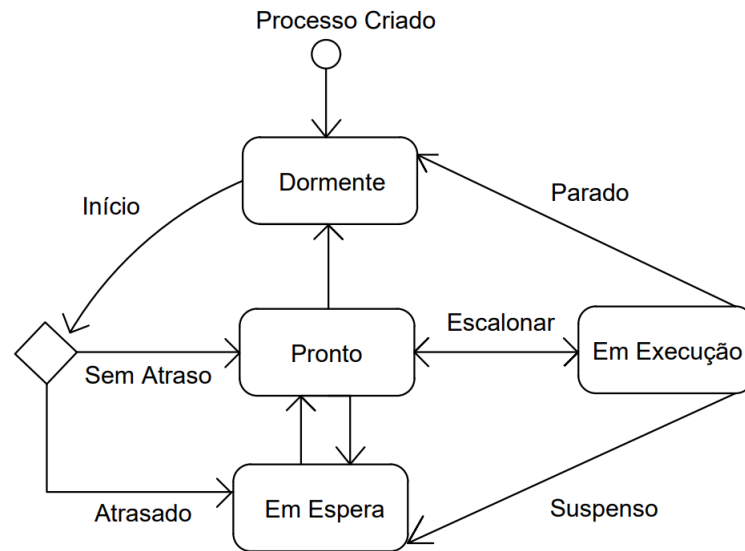 Processo Criado
Dormente
Parado
Início
Escalonar
Pronto
Em Execução
Sem Atraso
Em Espera
Atrasado
Suspenso